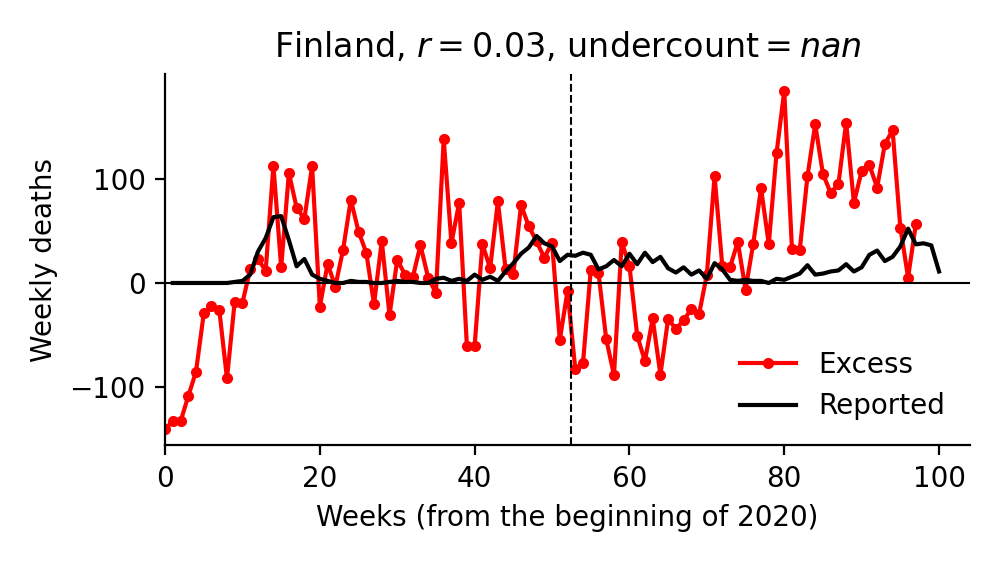 Finland, r = 0.03, undercount = nan
Weekly deaths
100
0
−100
Excess
Reported
0 20 40 60 80 100
Weeks (from the beginning of 2020)